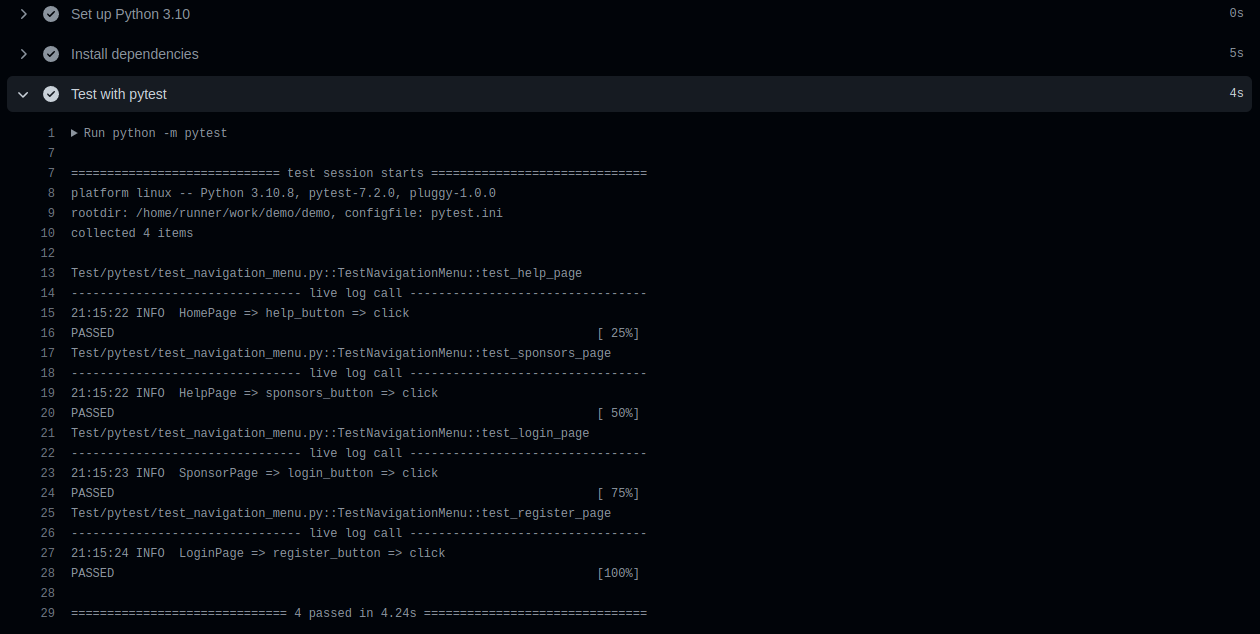 Set up Python 3.10 0s
Install dependencies 5s
Test with pytest 4s
1 Run python -m pytest
7
7 ============================= test session starts ==============================
8 platform linux -- Python 3.10.8, pytest-7.2.0, pluggy-1.0.0
9 rootdir: /home/runner/work/demo/demo, configfile: pytest.ini
10 collected 4 items
12
13 Test/pytest/test_navigation_menu.py::TestNavigationMenu::test_help_page
14 -------------------------------- live log call ---------------------------------
15 21:15:22 INFO  HomePage => help_button => click
16 PASSED [ 25%]
17 Test/pytest/test_navigation_menu.py::TestNavigationMenu::test_sponsors_page
18 -------------------------------- live log call ---------------------------------
19 21:15:22 INFO  HelpPage => sponsors_button => click
20 PASSED [ 50%]
21 Test/pytest/test_navigation_menu.py::TestNavigationMenu::test_login_page
22 -------------------------------- live log call ---------------------------------
23 21:15:23 INFO  SponsorPage => login_button => click
24 PASSED [ 75%]
25 Test/pytest/test_navigation_menu.py::TestNavigationMenu::test_register_page
26 -------------------------------- live log call ---------------------------------
27 21:15:24 INFO  LoginPage => register_button => click
28 PASSED [100%]
28
29 ============================== 4 passed in 4.24s ===============================